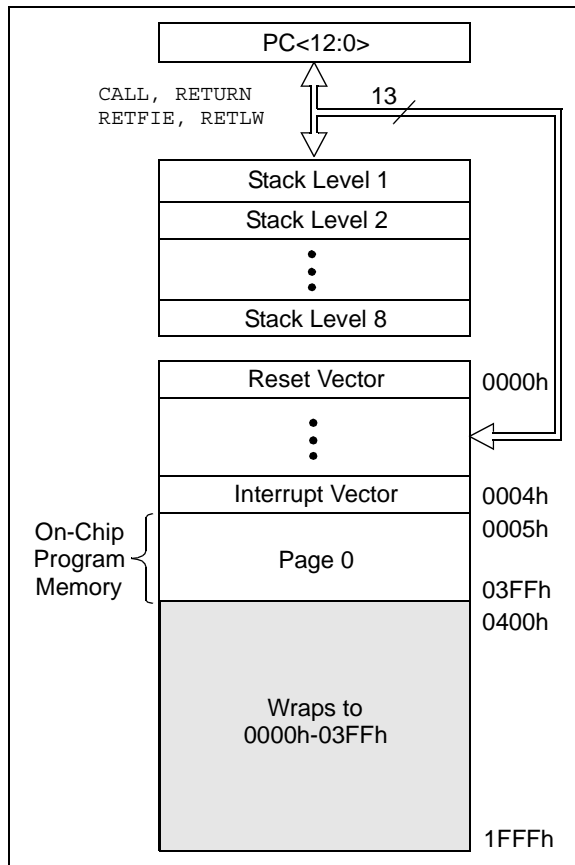 PC<12:0>
CALL, RETURN
RETFIE, RETLW
13
Stack Level 1
Stack Level 2
Stack Level 8
Reset Vector
0000h
Interrupt Vector
0004h
On-Chip
Program
Memory
0005h
Page 0
03FFh
0400h
Wraps to
0000h-03FFh
1FFFh